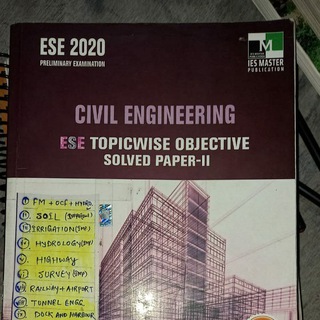 ESE 2020
PRELIMINARY EXAMINATION
M
IES MASTER
PUBLICATION
CIVIL ENGINEERING
ESE TOPICWISE OBJECTIVE
SOLVED PAPER-II
FM + OCF + HYDRO.
SOIL
IRRIGATION
HYDROLOGY
HIGHWAY
SURVEY
RAILWAY + AIRPORT
TUNNEL ENGG.
DOCK AND HARBOUR